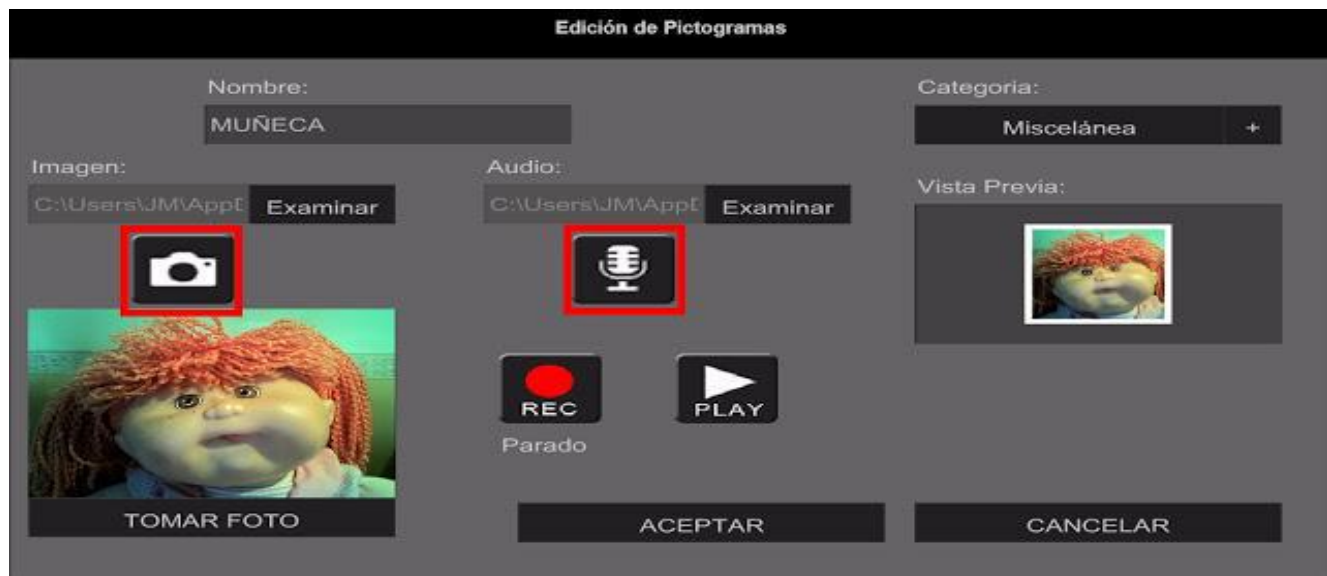 Edición de Pictogramas
Nombre:
MUÑECA
Categoria:
Miscelánea +
Imagen:
C:\Users\JM\AppD Examinar
Audio:
C:\Users\JM\AppD Examinar
Vista Previa:
REC
PLAY
Parado
TOMAR FOTO
ACEPTAR
CANCELAR